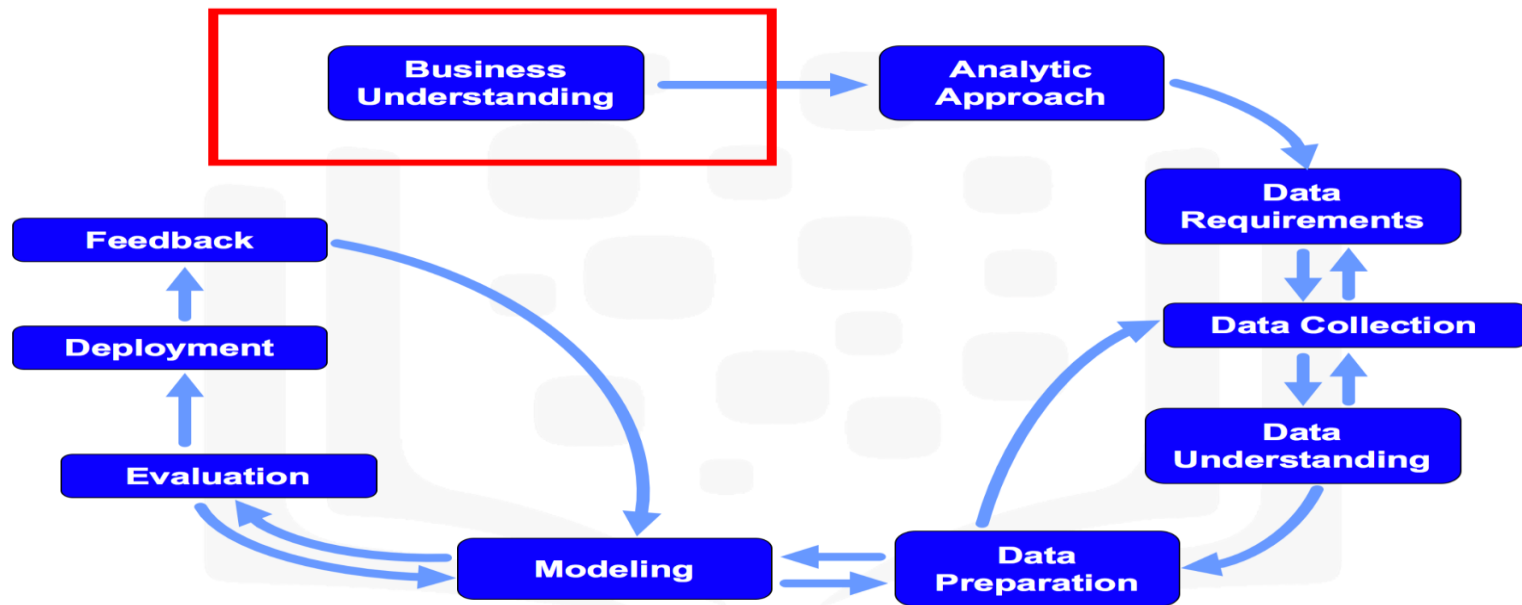 Business
Understanding
Analytic
Approach
Data
Requirements
Feedback
Data Collection
Deployment
Data
Understanding
Evaluation
Modeling
Data
Preparation